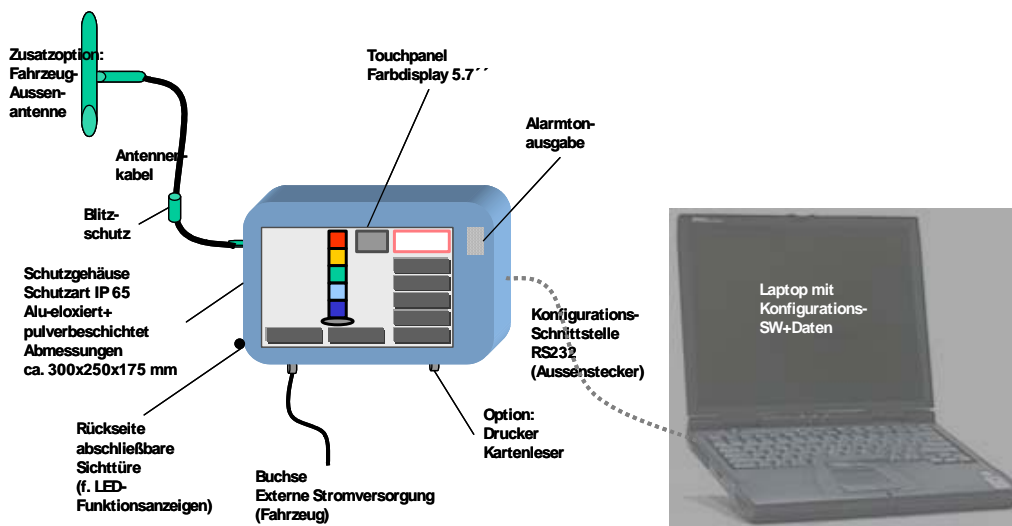 Zusatzoption:
Fahrzeug-
Aussen-
antenne
Touchpanel
Farbdisplay 5.7´´
Alarmton-
ausgabe
Antennen-
kabel
Blitz-
schutz
Schutzgehäuse
Schutzart IP 65
Alu-eloxiert+
pulverbeschichtet
Abmessungen
ca. 300x250x175 mm
Laptop mit
Konfigurations-
SW+Daten
Konfigurations-
Schnittstelle
RS232
(Aussenstecker)
Rückseite
abschließbare
Sichttüre
(f. LED-
Funktionsanzeigen)
Buchse
Externe Stromversorgung
(Fahrzeug)
Option:
Drucker
Kartenleser